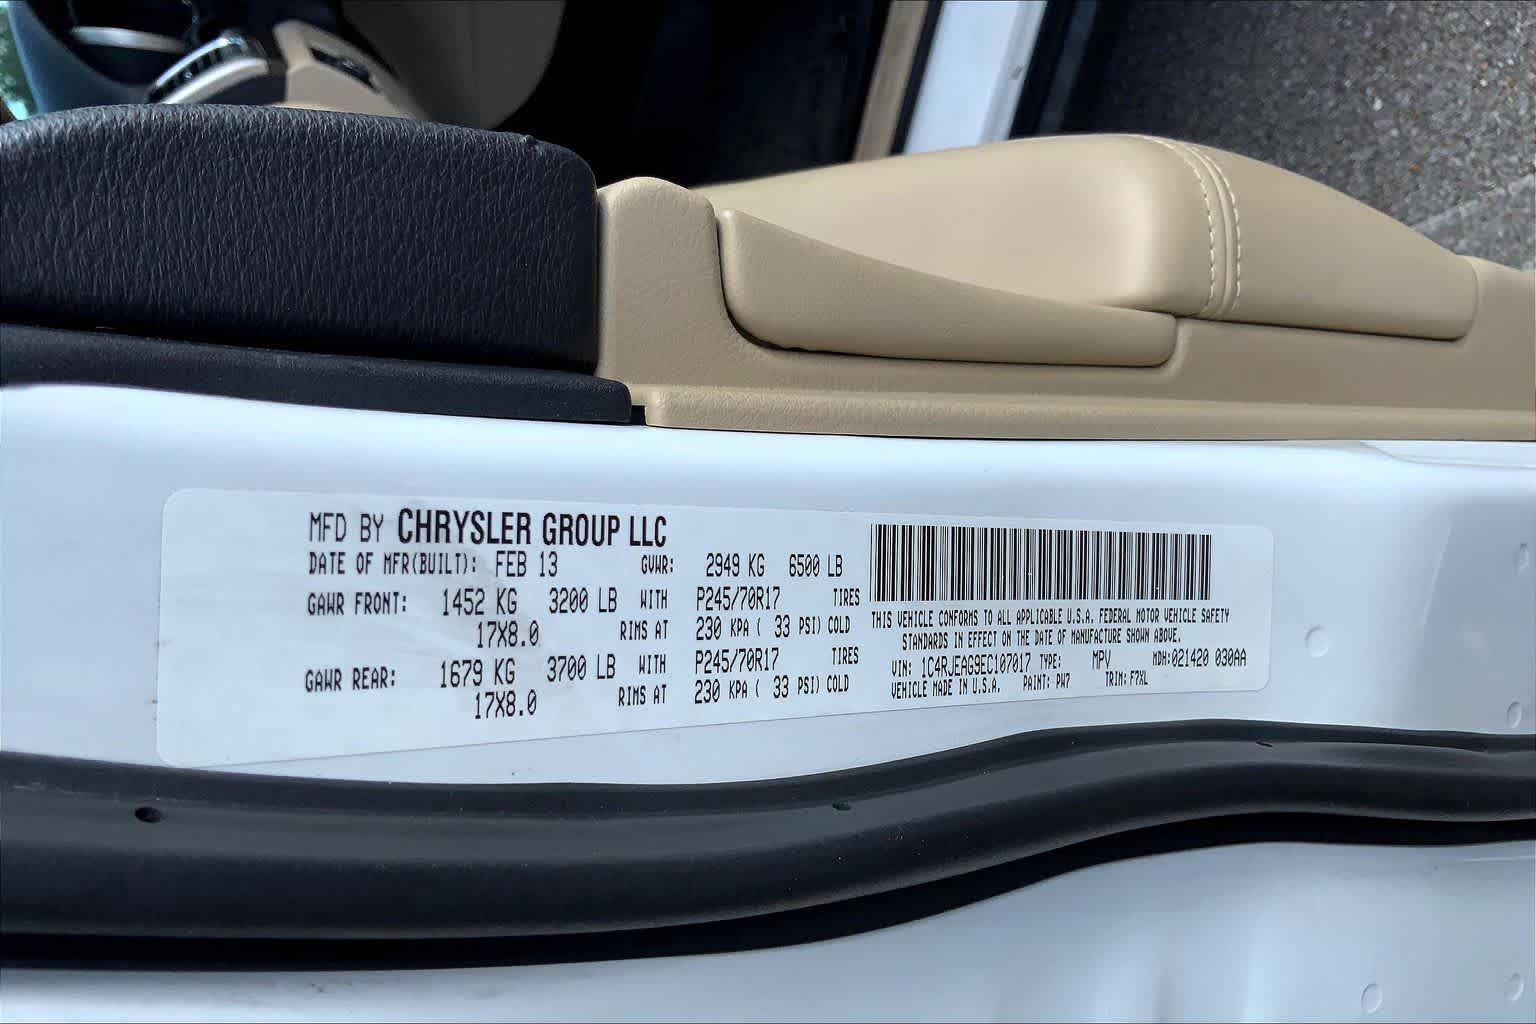 MFD BY CHRYSLER GROUP LLC
DATE OF MFR(BUILT): FEB 13 GVWR: 2949 KG 6500 LB
GAWR FRONT: 1452 KG 3200 LB WITH P245/70R17 TIRES
17X8.0 RIMS AT 230 KPA ( 33 PSI) COLD
GAWR REAR: 1679 KG 3700 LB WITH P245/70R17 TIRES
17X8.0 RIMS AT 230 KPA ( 33 PSI) COLD
THIS VEHICLE CONFORMS TO ALL APPLICABLE U.S.A. FEDERAL MOTOR VEHICLE SAFETY
STANDARDS IN EFFECT ON THE DATE OF MANUFACTURE SHOWN ABOVE.
VIN: 1C4RJEAG9EC107017 TYPE: MPV MDH:021420 030AA
VEHICLE MADE IN U.S.A. PAINT: PW7 TRIM: F7XL